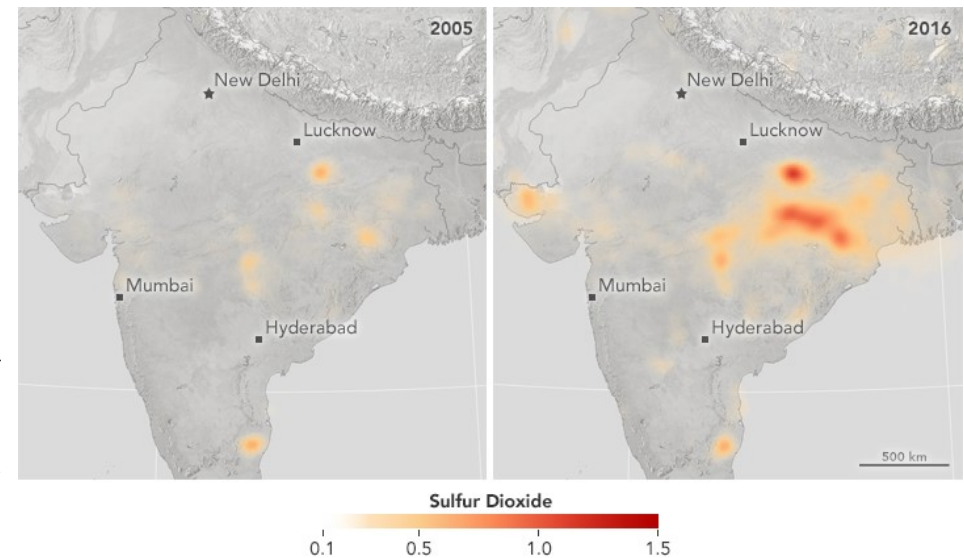 2005
New Delhi
Lucknow
Mumbai
Hyderabad
2016
New Delhi
Lucknow
Mumbai
Hyderabad
500 km
Sulfur Dioxide
0.1 0.5 1.0 1.5